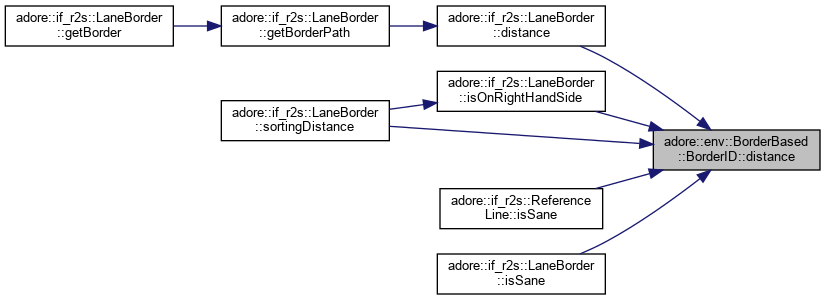 adore::if_r2s::LaneBorder
::getBorder
adore::if_r2s::LaneBorder
::getBorderPath
adore::if_r2s::LaneBorder
::distance
adore::if_r2s::LaneBorder
::sortingDistance
adore::if_r2s::LaneBorder
::isOnRightHandSide
adore::env::BorderBased
::BorderID::distance
adore::if_r2s::Reference
Line::isSane
adore::if_r2s::LaneBorder
::isSane